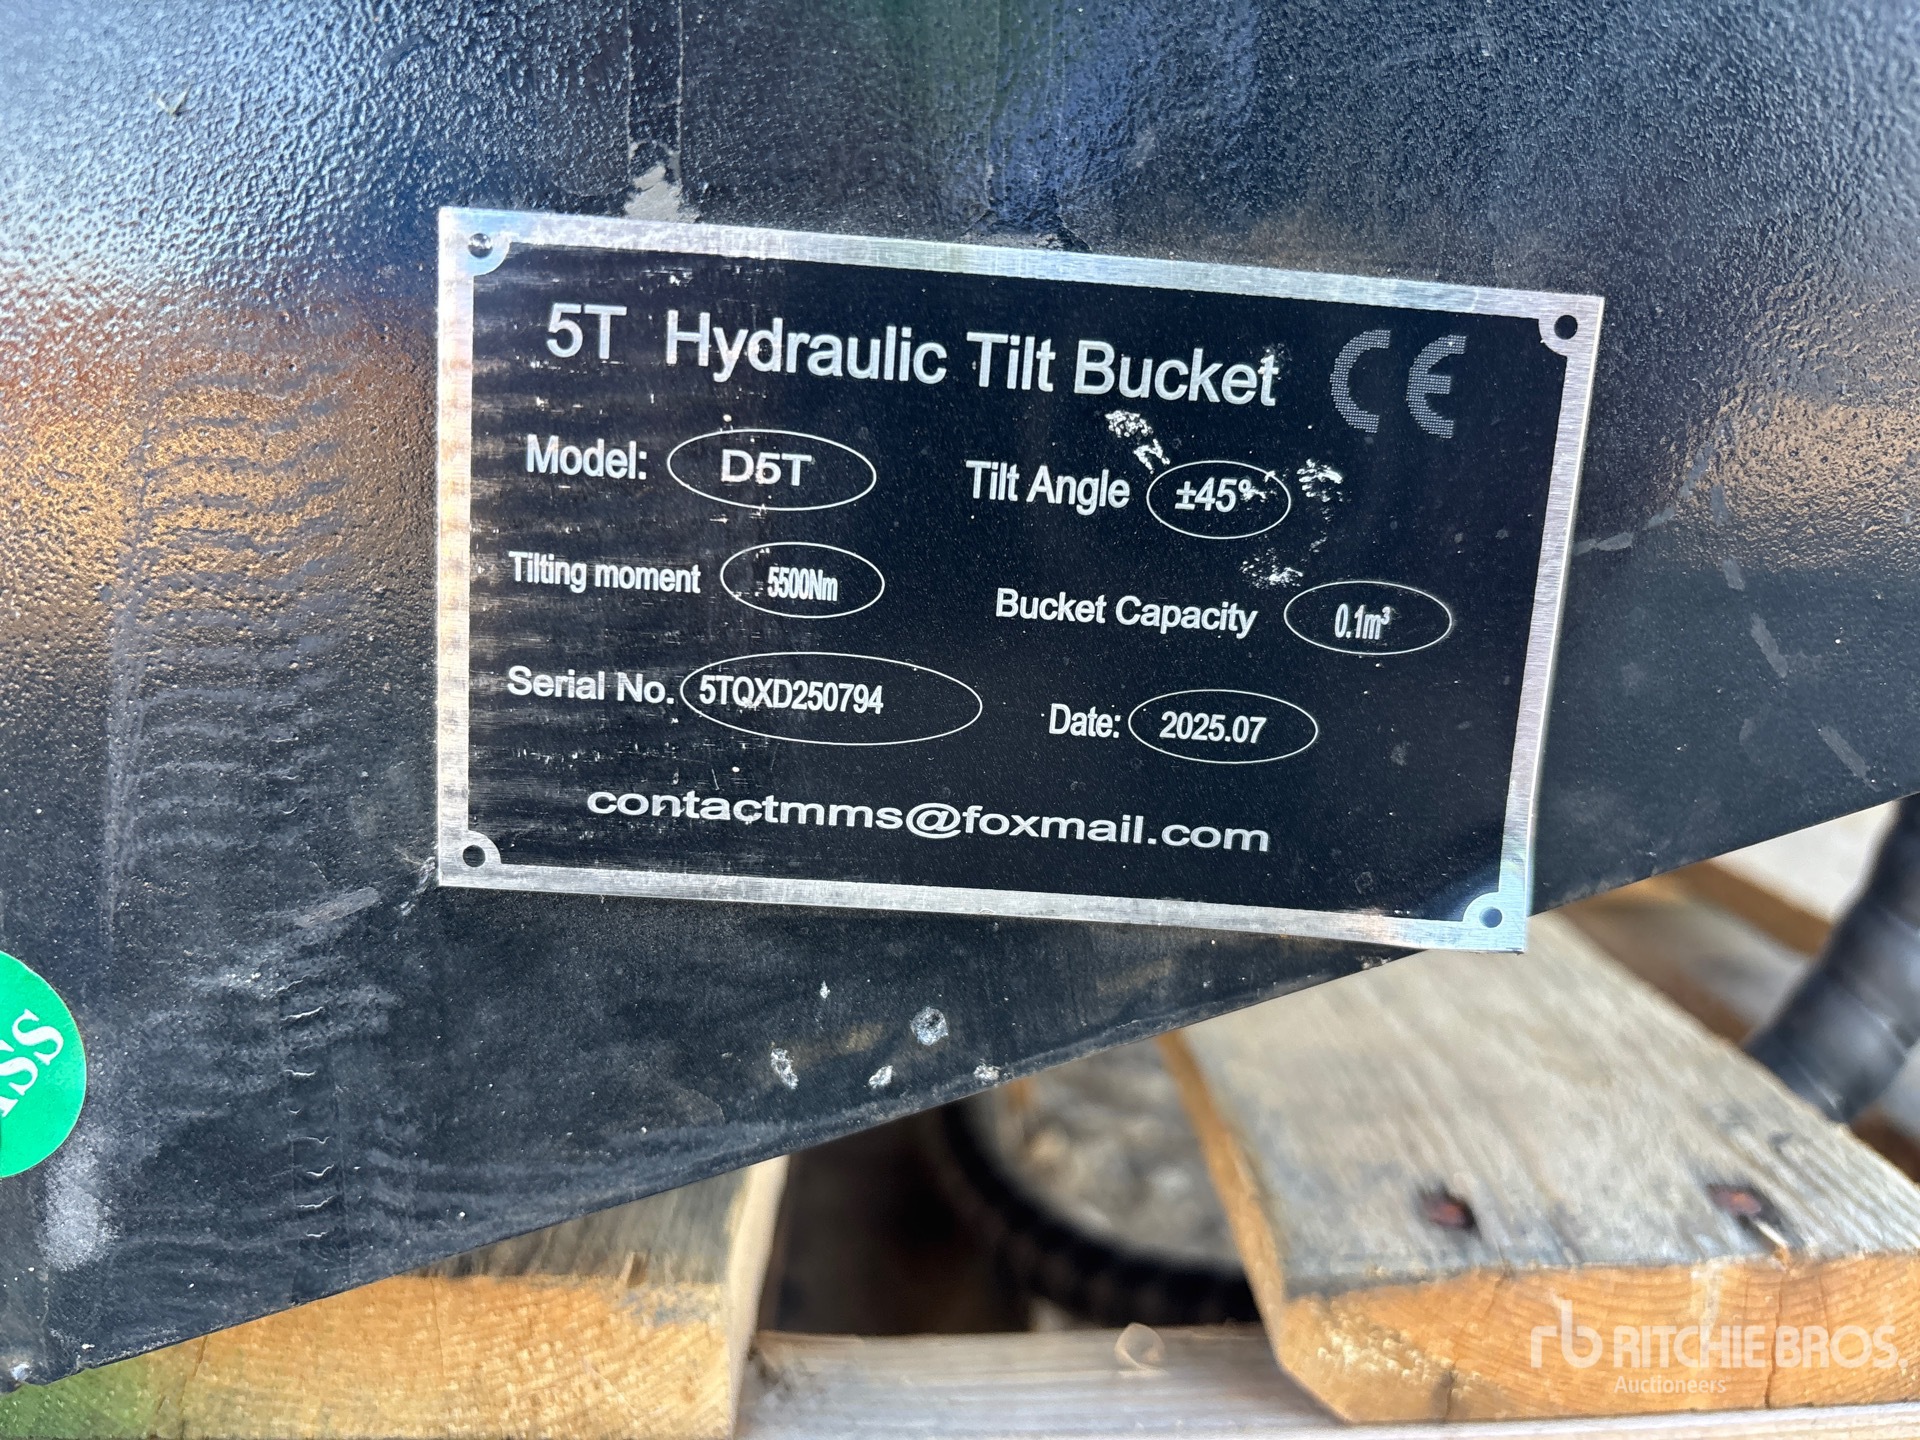 5T Hydraulic Tilt Bucket CE
Model: D5T Tilt Angle ±45°
Tilting moment 5500Nm Bucket Capacity 0.1m³
Serial No. 5TQXD250794 Date: 2025.07
contactmms@foxmail.com
rb RITCHIE BROS.
Auctioneers